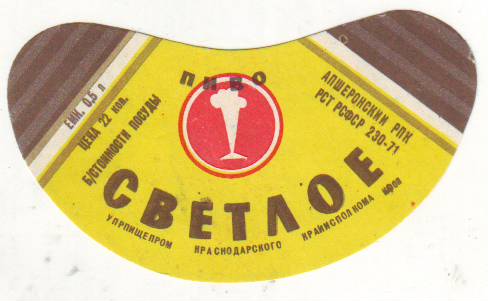 пиво
ЕМК. 0,5 л
ЦЕНА 22 коп.
Б/СТОИМОСТИ ПОСУДЫ
АПШЕРОНСКИЙ РПК
РСТ РСФСР 230-71
СВЕТЛОЕ
УПРПИЩЕПРОМ КРАСНОДАРСКОГО КРАЙИСПОЛКОМА